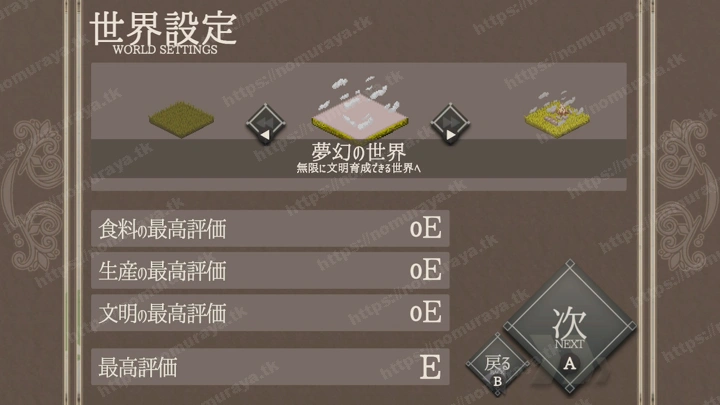 世界設定
WORLD SETTINGS
夢幻の世界
無限に文明育成できる世界へ
食料の最高評価 0E
生産の最高評価 0E
文明の最高評価 0E
最高評価 E
次
NEXT
A
戻る
B
https://nomuraya.tk